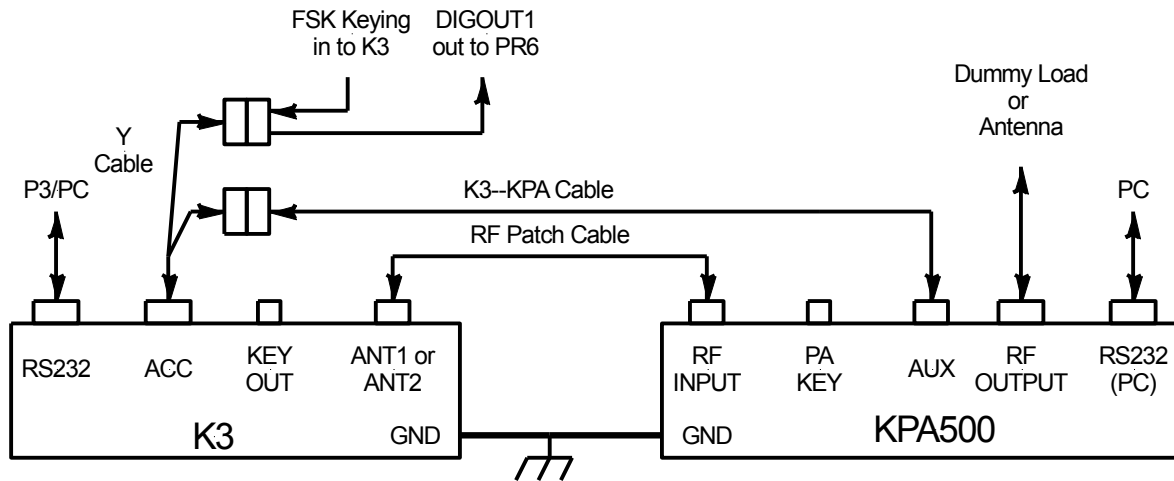 FSK Keying
in to K3
DIGOUT1
out to PR6
Dummy Load
or
Antenna
Y
Cable
P3/PC
K3--KPA Cable
PC
RF Patch Cable
RS232
ACC
KEY
OUT
ANT1 or
ANT2
K3
GND
RF
INPUT
PA
KEY
AUX
RF
OUTPUT
RS232
(PC)
GND
KPA500